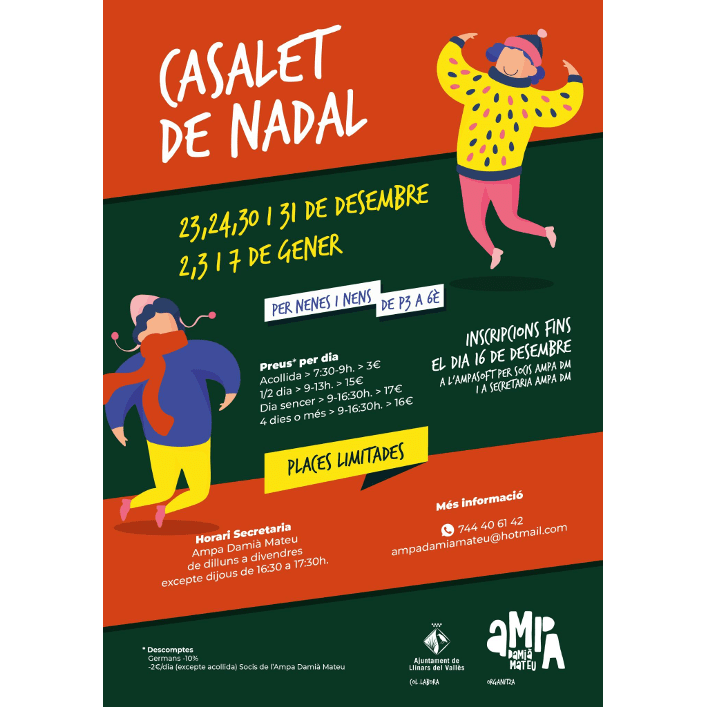 CASALET
DE NADAL
23,24,30 I 31 DE DESEMBRE
2,3 I 7 DE GENER
PER NENES I NENS
DE P3 A 6È
INSCRIPCIONS FINS
EL DIA 16 DE DESEMBRE
A L'AMPASOFT PER SOCIS AMPA DM
I A SECRETARIA AMPA DM
Preus* per dia
Acollida > 7:30-9h. > 3€
1/2 dia > 9-13h. > 15€
Dia sencer > 9-16:30h. > 17€
4 dies o més > 9-16:30h. > 16€
PLACES LIMITADES
Horari Secretaria
Ampa Damià Mateu
de dilluns a divendres
excepte dijous de 16:30 a 17:30h.
Més informació
744 40 61 42
ampadamiamateu@hotmail.com
* Descomptes
Germans -10%
-2€/dia (excepte acollida) Socis de l'Ampa Damià Mateu
Ajuntament de
Llinars del Vallès
COL·LABORA
AMPA
DAMIÀ
MATEU
ORGANITZA